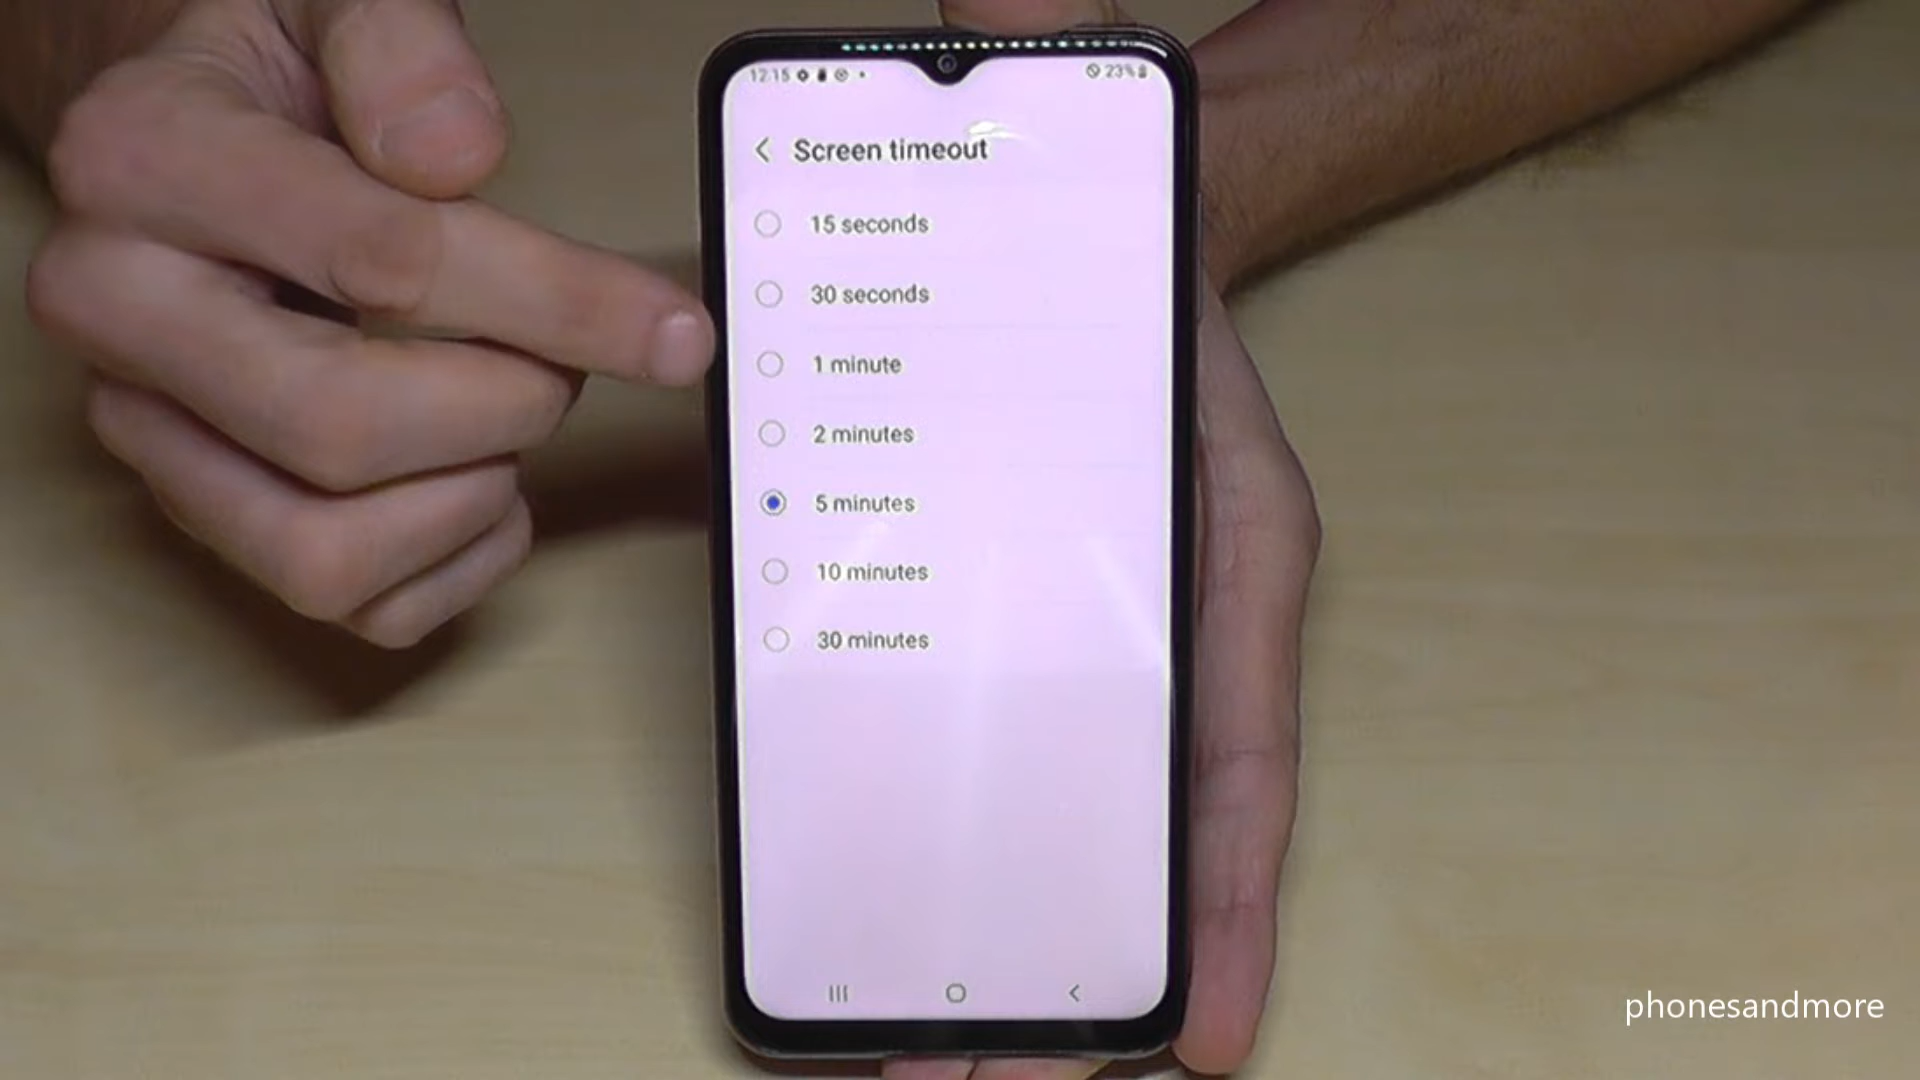 12:15
23%
Screen timeout
15 seconds
30 seconds
1 minute
2 minutes
5 minutes
10 minutes
30 minutes
phonesandmore